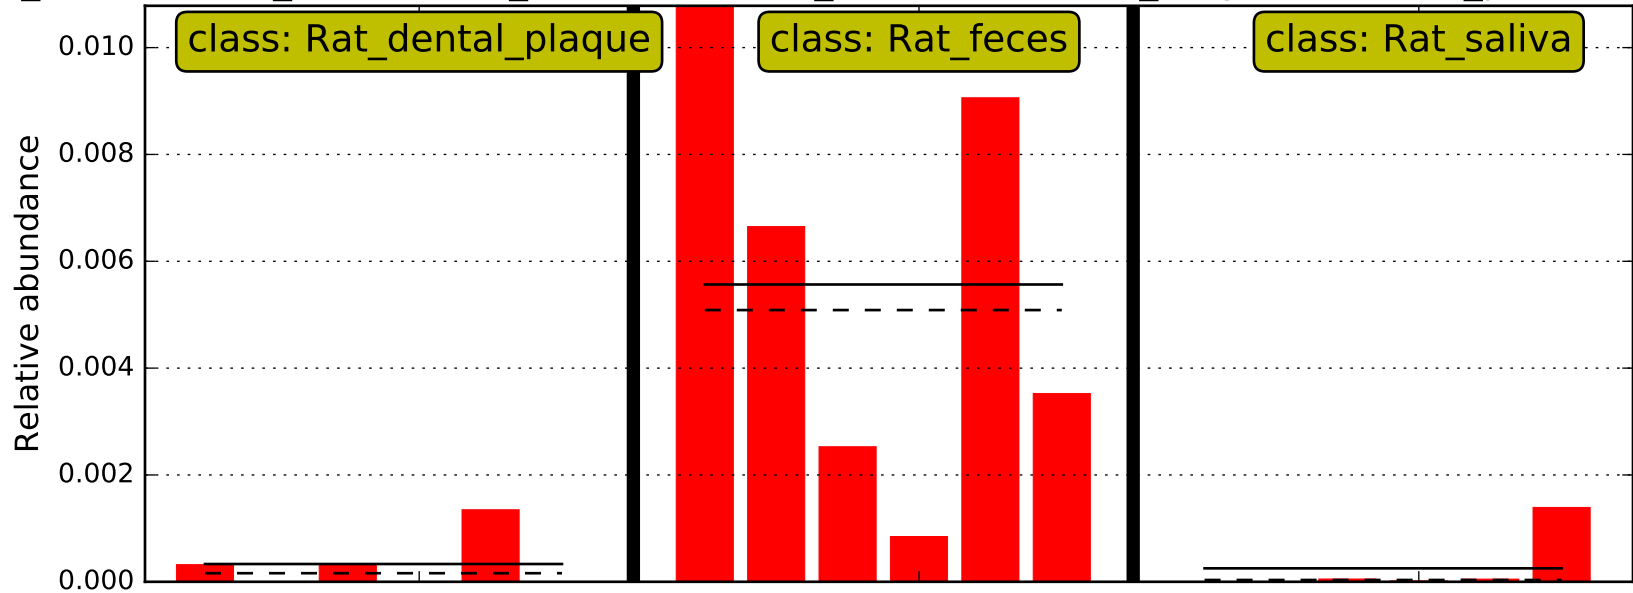 class: Rat_dental_plaque
class: Rat_feces
class: Rat_saliva
Relative abundance
0.010
0.008
0.006
0.004
0.002
0.000